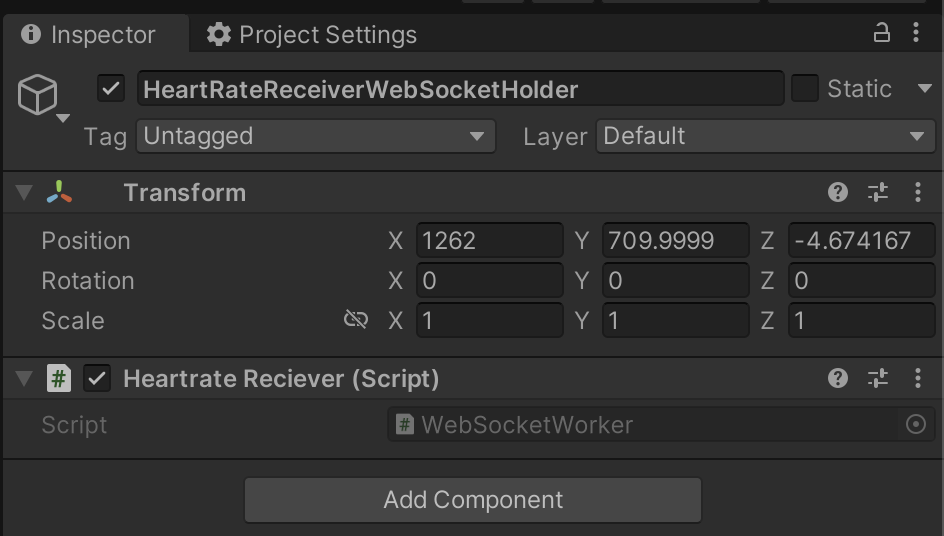 Inspector Project Settings
HeartRateReceiverWebSocketHolder Static
Tag Untagged Layer Default
Transform
Position X 1262 Y 709.9999 Z -4.674167
Rotation X 0 Y 0 Z 0
Scale X 1 Y 1 Z 1
# Heartrate Reciever (Script)
Script # WebSocketWorker
Add Component